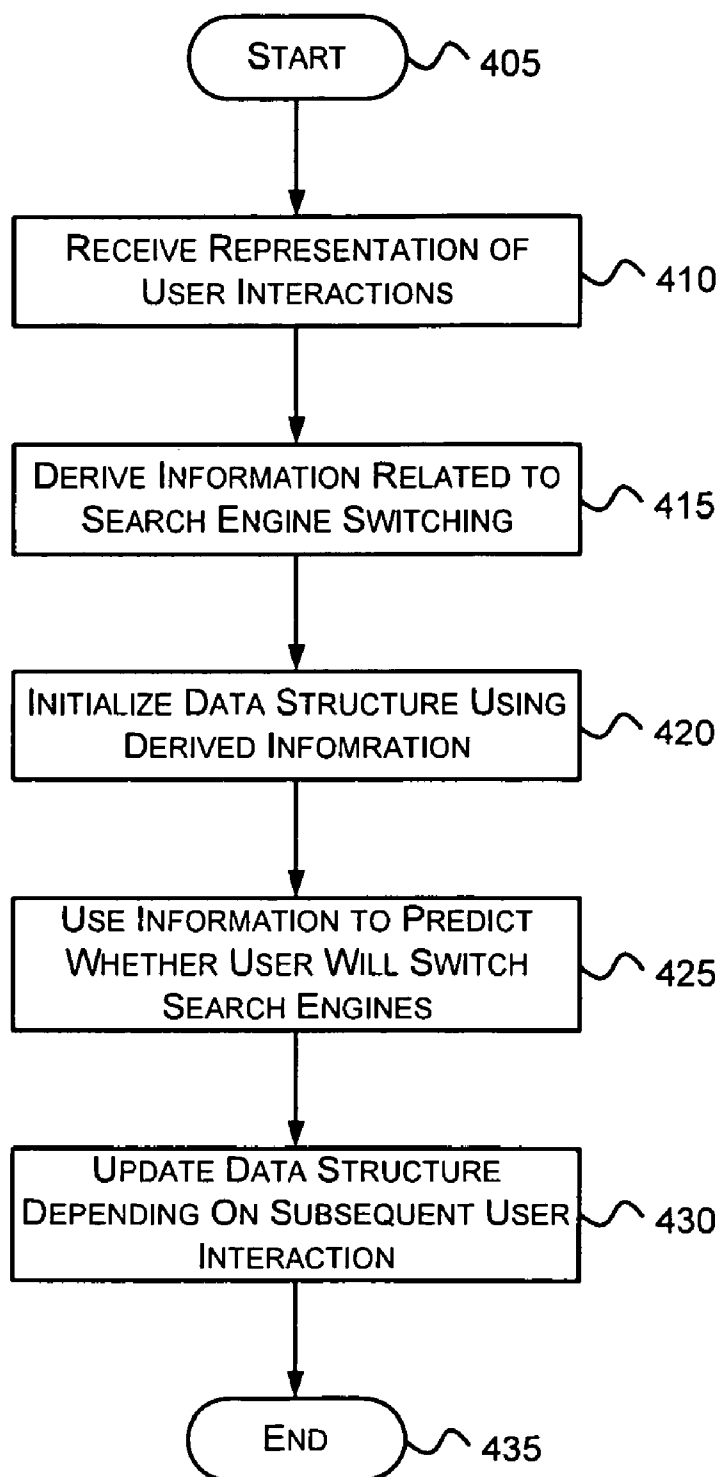 START
405
RECEIVE REPRESENTATION OF
USER INTERACTIONS
410
DERIVE INFORMATION RELATED TO
SEARCH ENGINE SWITCHING
415
INITIALIZE DATA STRUCTURE USING
DERIVED INFOMRATION
420
USE INFORMATION TO PREDICT
WHETHER USER WILL SWITCH
SEARCH ENGINES
425
UPDATE DATA STRUCTURE
DEPENDING ON SUBSEQUENT USER
INTERACTION
430
END
435